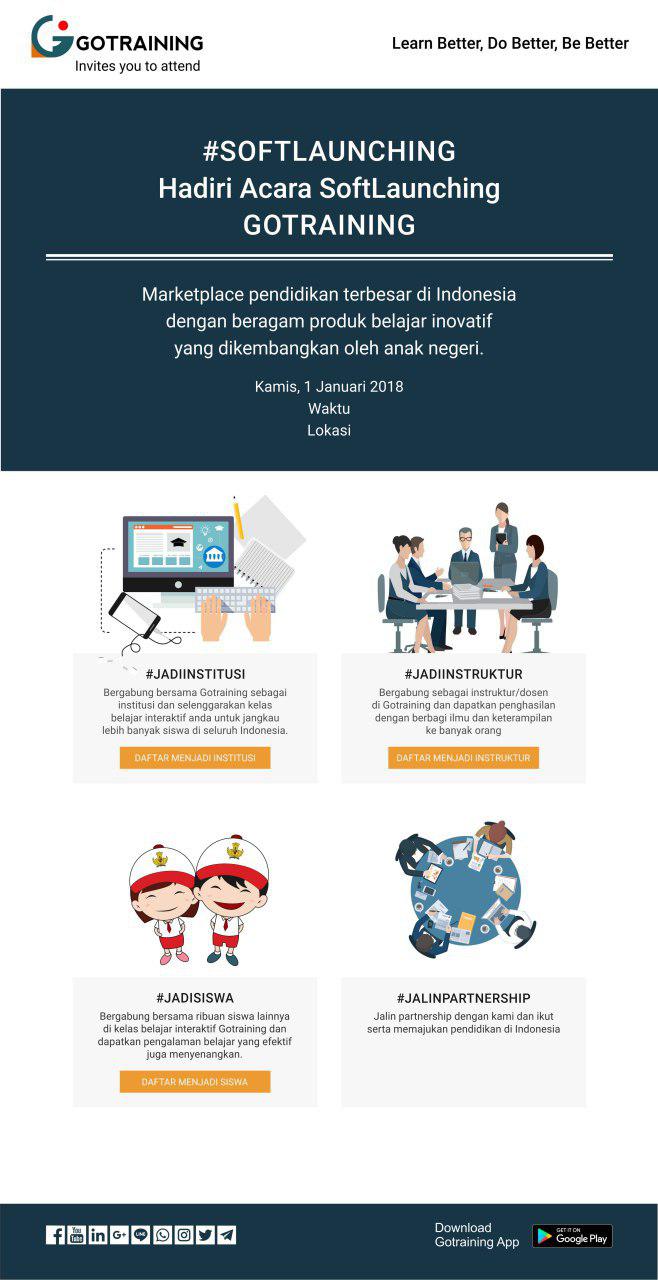 GOTRAINING
Invites you to attend
Learn Better, Do Better, Be Better
#SOFTLAUNCHING
Hadiri Acara SoftLaunching
GOTRAINING
Marketplace pendidikan terbesar di Indonesia
dengan beragam produk belajar inovatif
yang dikembangkan oleh anak negeri.
Kamis, 1 Januari 2018
Waktu
Lokasi
#JADIINSTITUSI
Bergabung bersama Gotraining sebagai
institusi dan selenggarakan kelas
belajar interaktif anda untuk jangkau
lebih banyak siswa di seluruh Indonesia.
DAFTAR MENJADI INSTITUSI
#JADIINSTRUKTUR
Bergabung sebagai instruktur/dosen
di Gotraining dan dapatkan penghasilan
dengan berbagi ilmu dan keterampilan
ke banyak orang
DAFTAR MENJADI INSTRUKTUR
#JADISISWA
Bergabung bersama ribuan siswa lainnya
di kelas belajar interaktif Gotraining dan
dapatkan pengalaman belajar yang efektif
juga menyenangkan.
DAFTAR MENJADI SISWA
#JALINPARTNERSHIP
Jalin partnership dengan kami dan ikut
serta memajukan pendidikan di Indonesia
You
Tube
in
G+
LINE
Download
Gotraining App
GET IT ON
Google Play